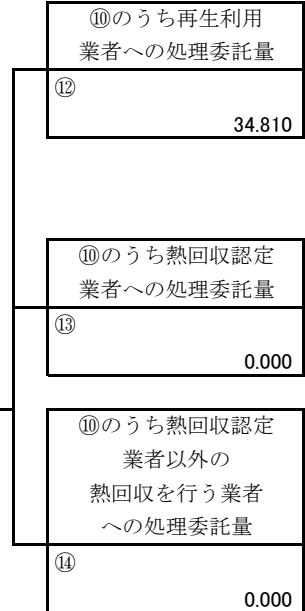 ⑩のうち再生利用
業者への処理委託量
⑫
34.810
⑩のうち熱回収認定
業者への処理委託量
⑬
0.000
⑩のうち熱回収認定
業者以外の
熱回収を行う業者
への処理委託量
⑭
0.000